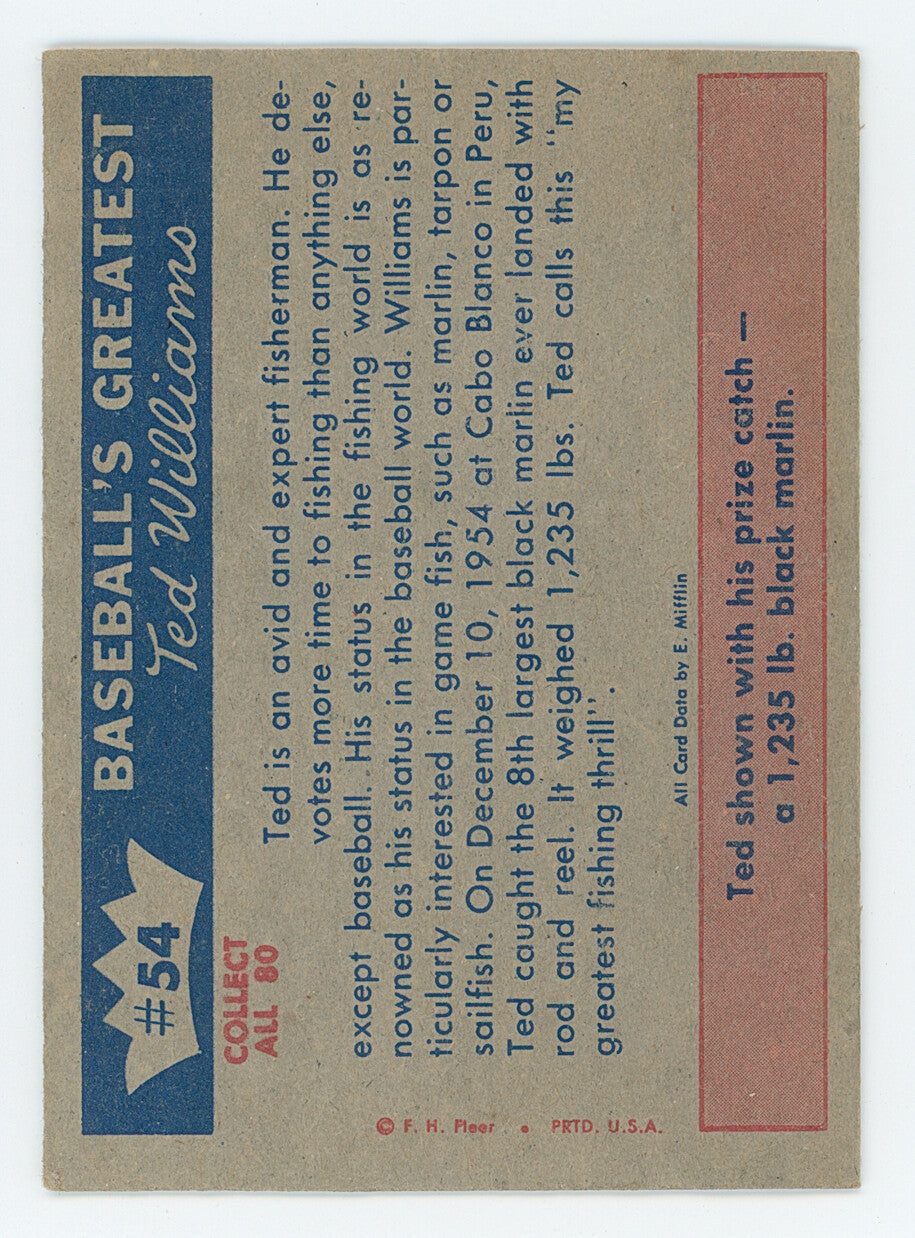 #54
BASEBALL'S GREATEST
Ted Williams
COLLECT
ALL 80
Ted is an avid and expert fisherman. He de-
votes more time to fishing than anything else,
except baseball. His status in the fishing world is as re-
nowned as his status in the baseball world. Williams is par-
ticularly interested in game fish, such as marlin, tarpon or
sailfish. On December 10, 1954 at Cabo Blanco in Peru,
Ted caught the 8th largest black marlin ever landed with
rod and reel. It weighed 1,235 lbs. Ted calls this "my
greatest fishing thrill".
All Card Data by E. Mifflin
Ted shown with his prize catch —
a 1,235 lb. black marlin.
© F. H. Fleer • PRTD. U.S.A.